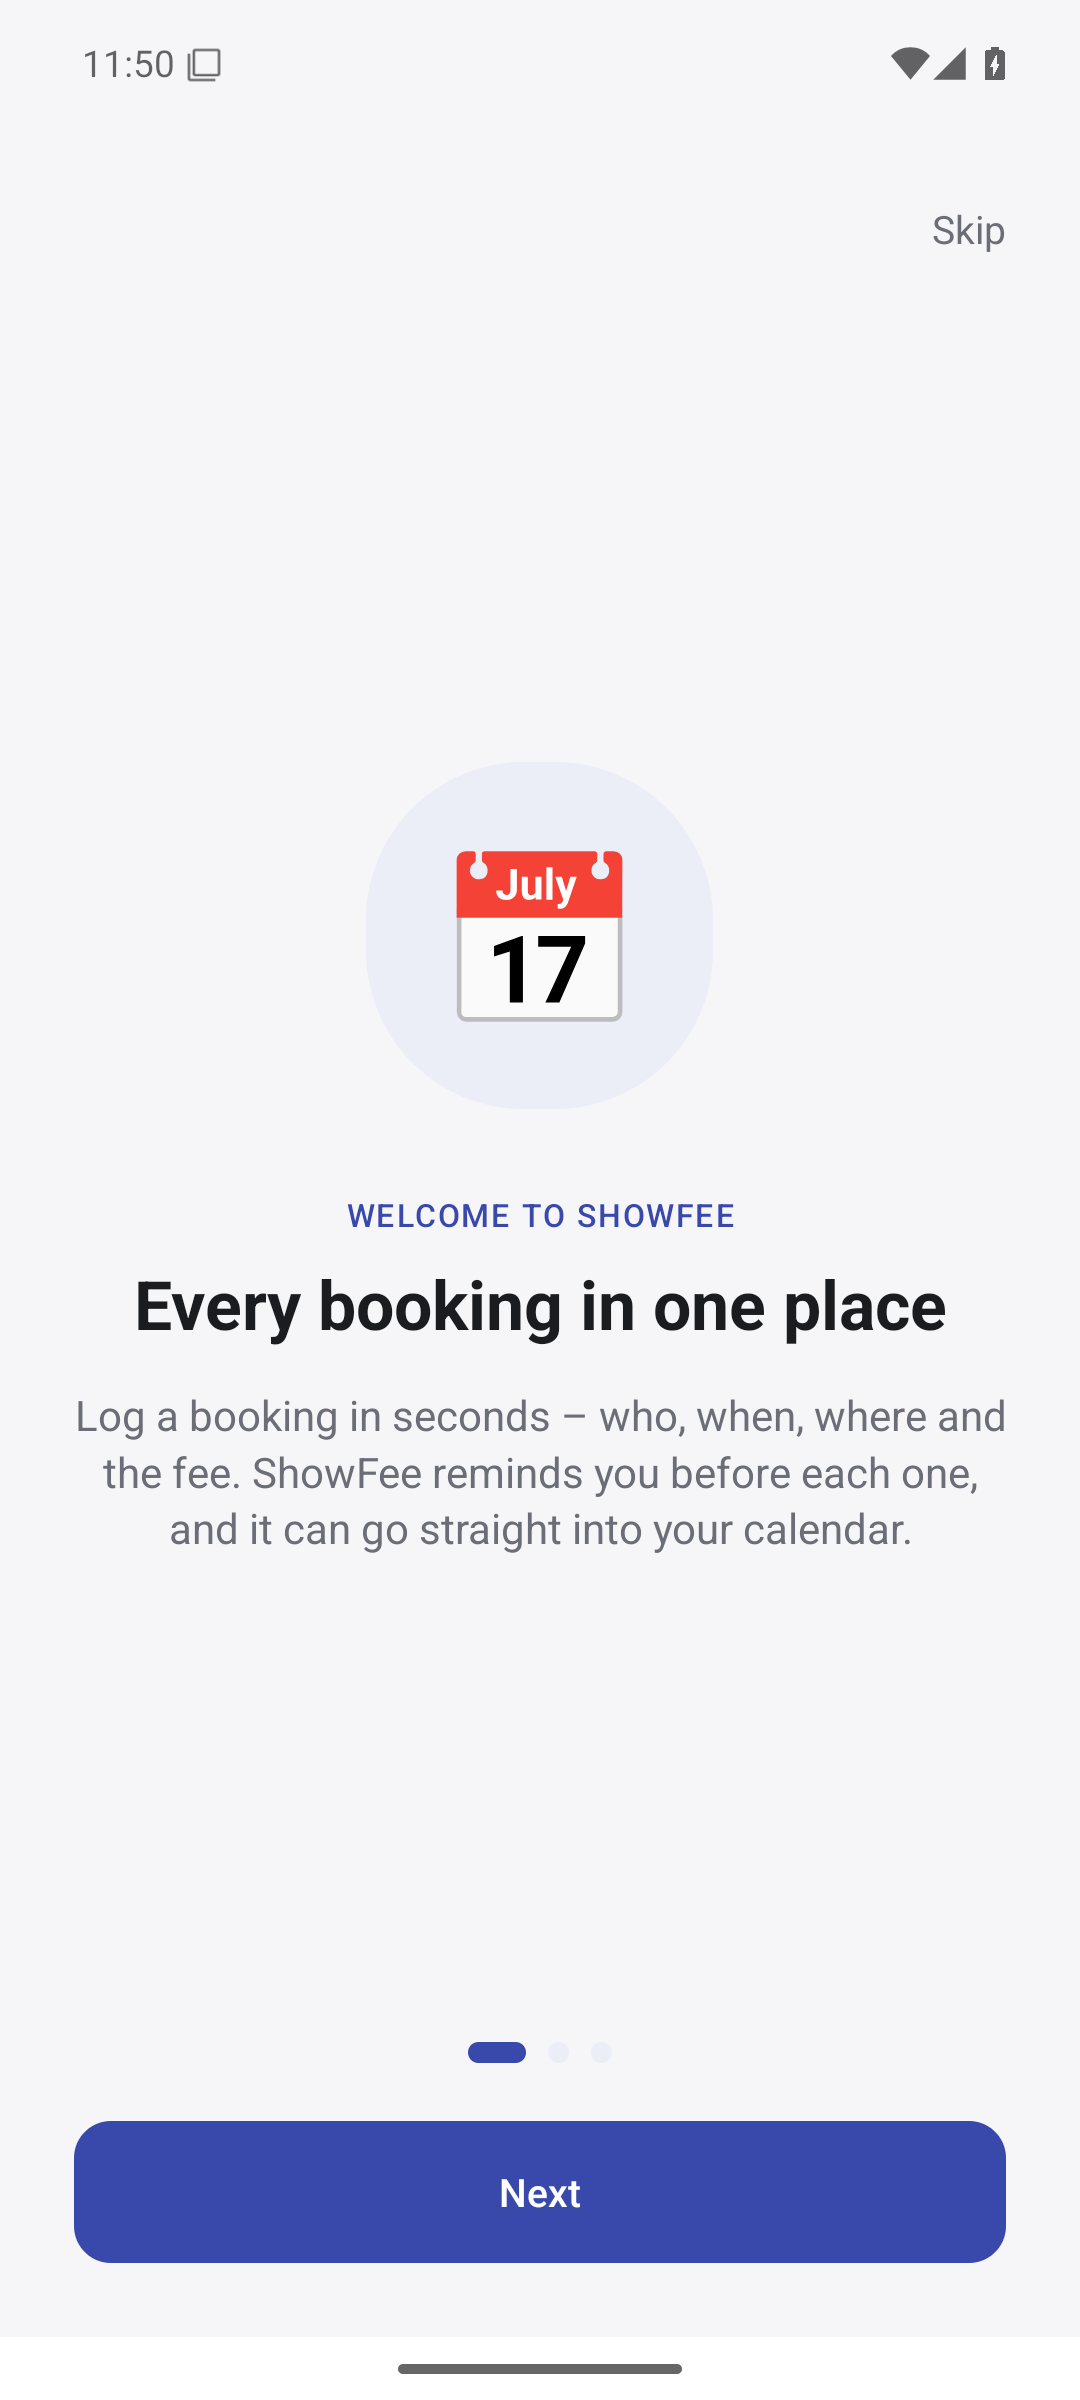 11:50
Skip
July
17
WELCOME TO SHOWFEE
Every booking in one place
Log a booking in seconds – who, when, where and
the fee. ShowFee reminds you before each one,
and it can go straight into your calendar.
Next